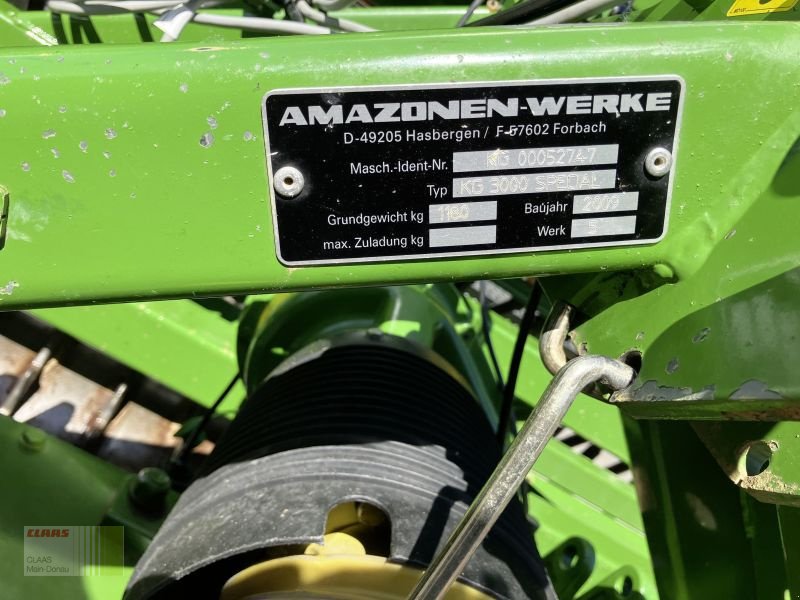 AMAZONEN-WERKE
D-49205 Hasbergen / F-57602 Forbach
Masch.-Ident-Nr. KG 00052747
Typ KG 3000 SPECIAL
Grundgewicht kg 1180 Baujahr 2009
max. Zuladung kg Werk 5
CLAAS
CLAAS
Main-Donau